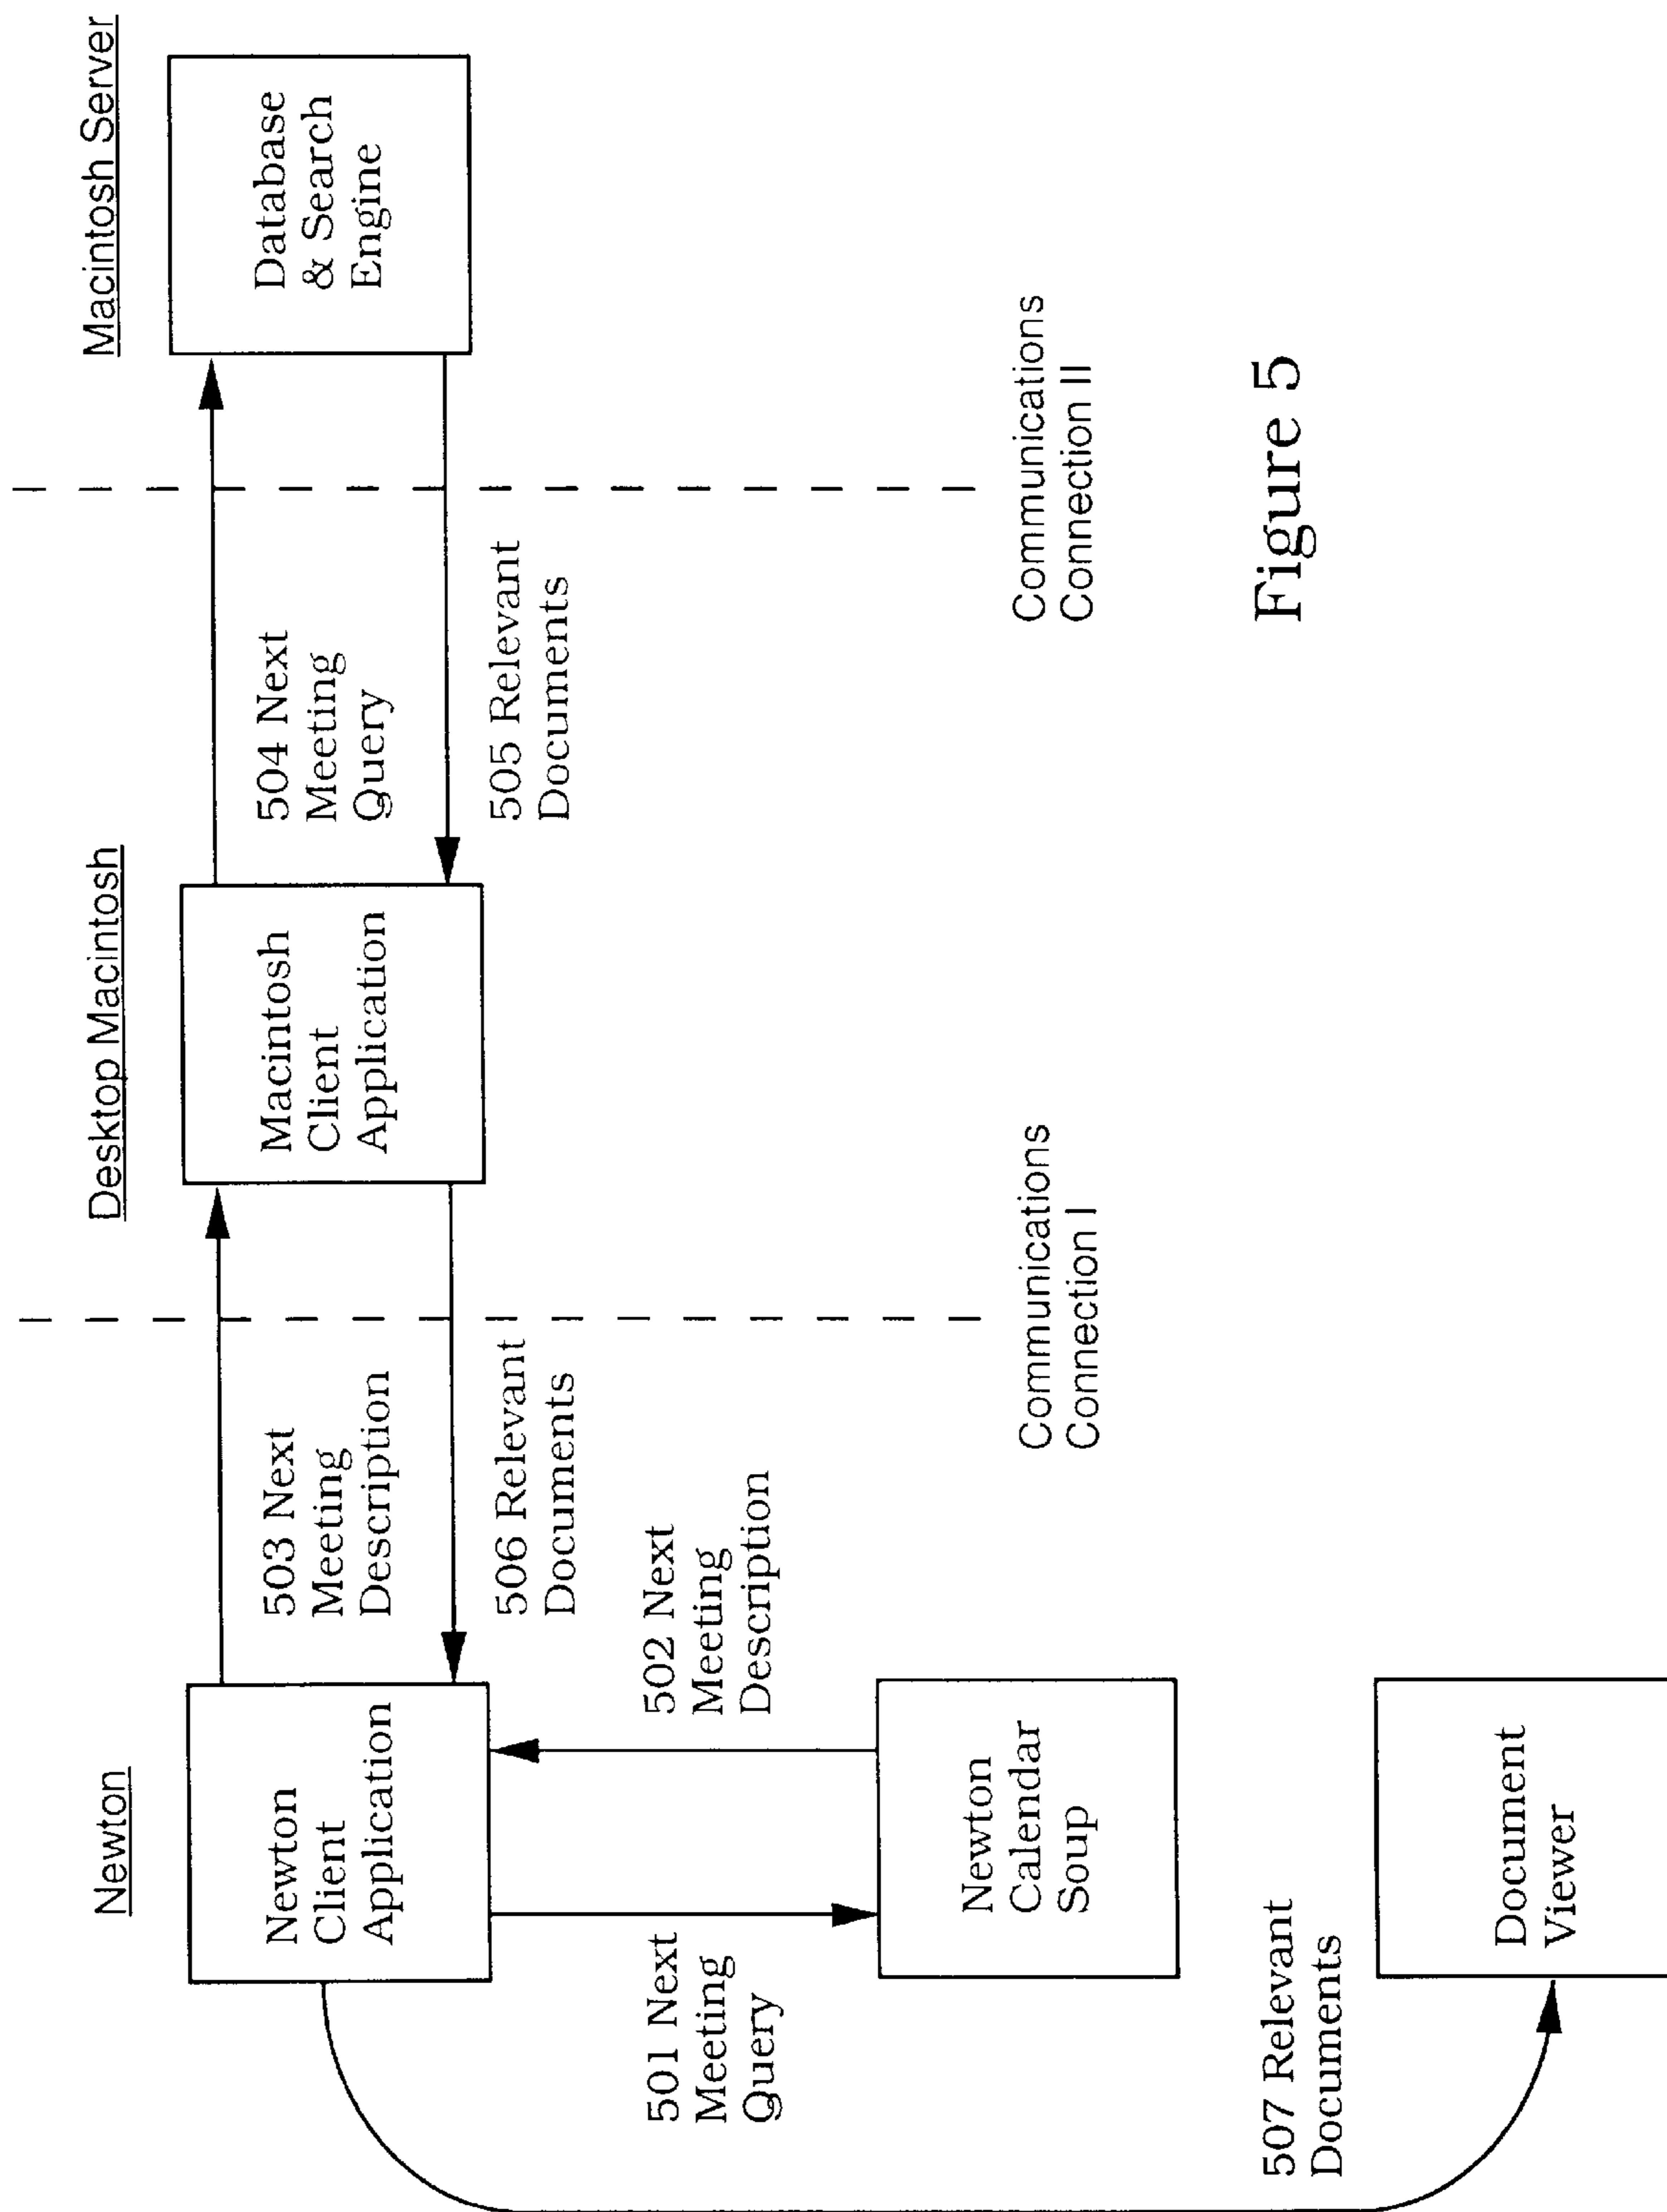 Newton
Desktop Macintosh
Macintosh Server
Newton
Client
Application
503 Next
Meeting
Description
Macintosh
Client
Application
504 Next
Meeting
Query
Database
& Search
Engine
506 Relevant
Documents
505 Relevant
Documents
501 Next
Meeting
Query
502 Next
Meeting
Description
Newton
Calendar
Soup
Communications
Connection I
Communications
Connection II
507 Relevant
Documents
Document
Viewer
Figure 5